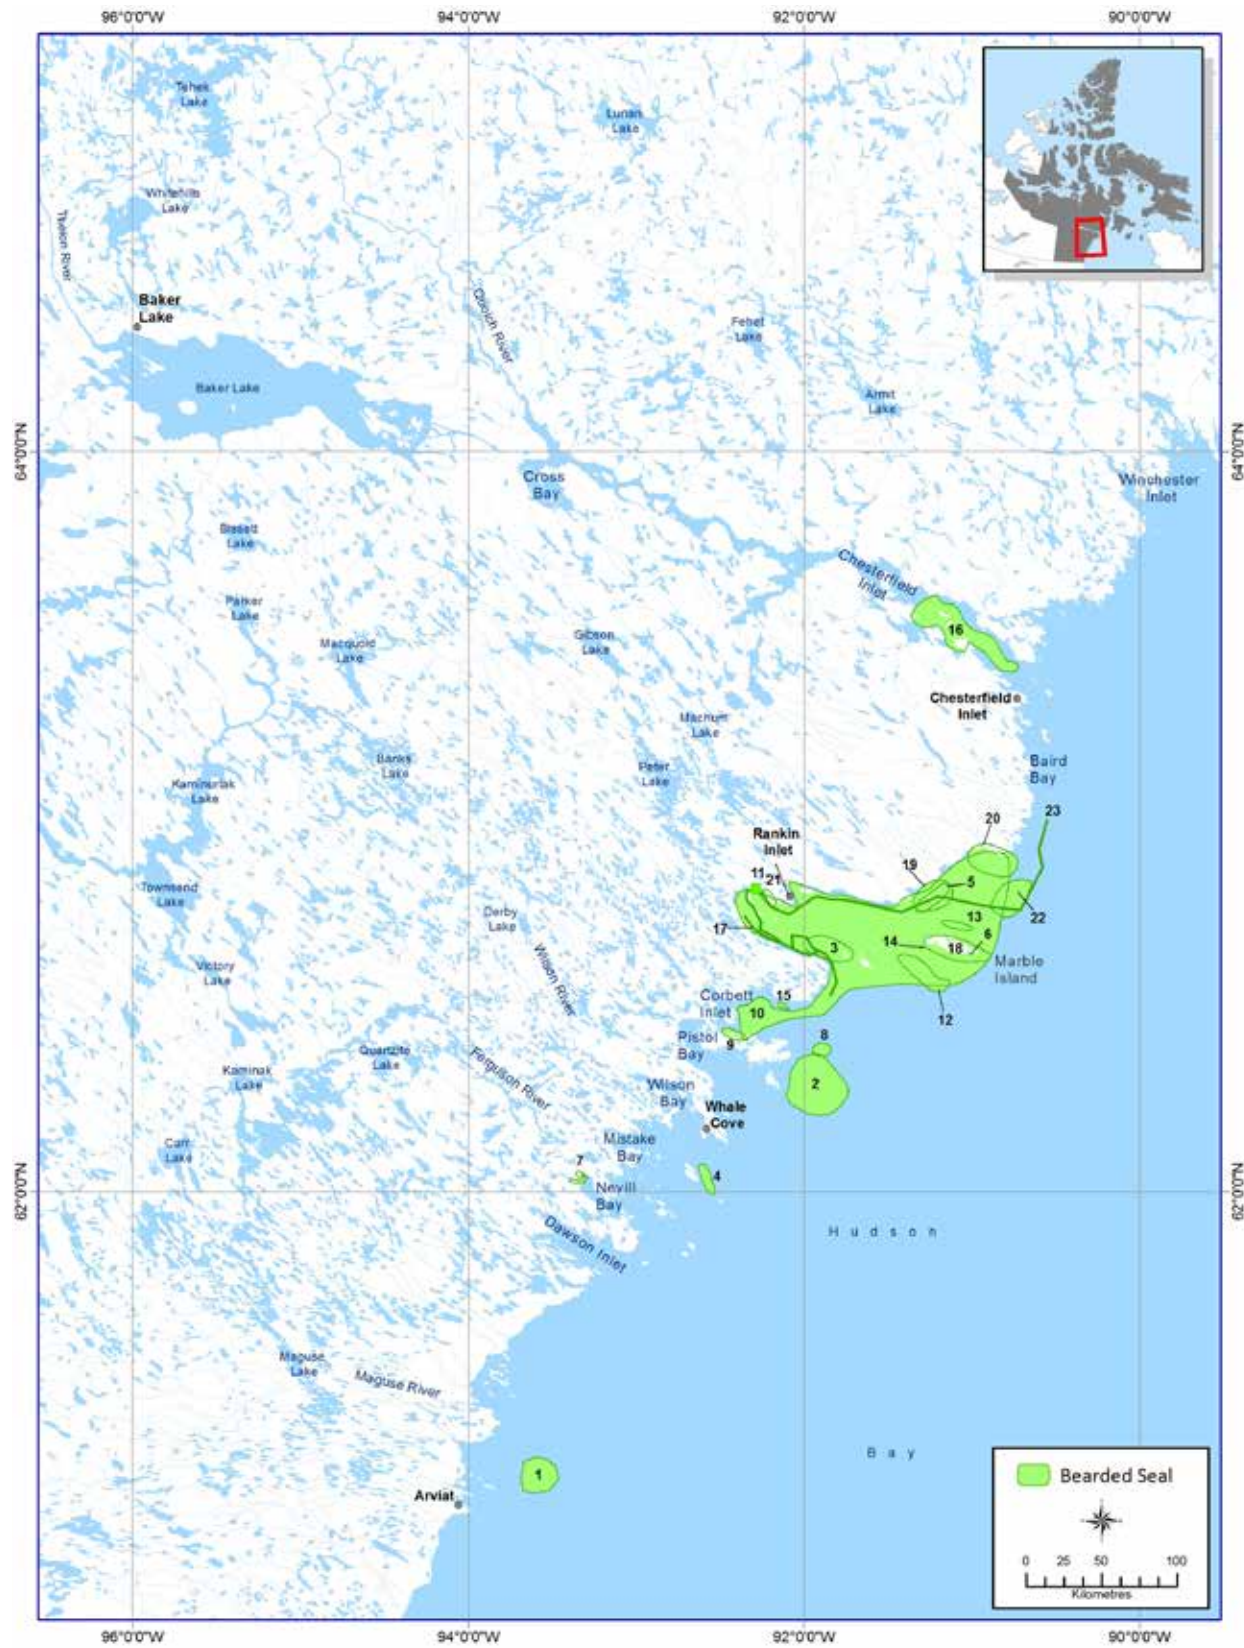 96°0'0"W 94°0'0"W 92°0'0"W 90°0'0"W
Tehek
Lake
Lunan
Lake
Whitehills
Lake
Thelon River
Baker
Lake
Quoich River
Fehet
Lake
Baker Lake
Armit
Lake
64°0'0"N 64°0'0"N
Cross
Bay
Winchester
Inlet
Bissett
Lake
Chesterfield
Inlet
Parker
Lake
16
Gibson
Lake
Macquoid
Lake
Chesterfield
Inlet
Machum
Lake
Banks
Lake
Peter
Lake
Baird
Bay
Kaminuriak
Lake
23
20
Rankin
Inlet
19
11 21 5
Townsend
Lake
Derby
Lake
22
13
17
14 3 18 6
Wilson River
Victory
Lake
Marble
Island
Corbett
Inlet
15
10
12
Pistol
Bay
9 8
Quartzite
Lake
Ferguson River
Kaminak
Lake
Wilson
Bay
2
Whale
Cove
Carr
Lake
Mistake
Bay
7
4
Nevill
Bay
62°0'0"N 62°0'0"N
Dawson Inlet
Hudson
Maguse
Lake
Maguse River
Bay
1
Arviat
Bearded Seal
0 25 50 100
Kilometres
96°0'0"W 94°0'0"W 92°0'0"W 90°0'0"W